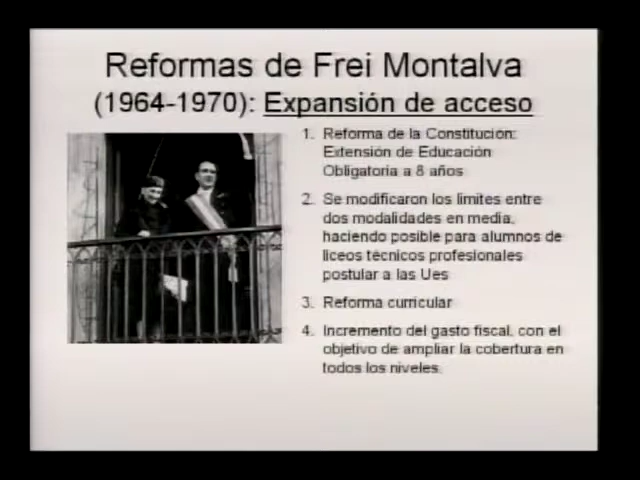 Reformas de Frei Montalva
(1964-1970): Expansión de acceso
1. Reforma de la Constitución:
Extensión de Educación
Obligatoria a 8 años
2. Se modificaron los límites entre
dos modalidades en media,
haciendo posible para alumnos de
liceos técnicos profesionales
postular a las Ues
3. Reforma curricular
4. Incremento del gasto fiscal, con el
objetivo de ampliar la cobertura en
todos los niveles.